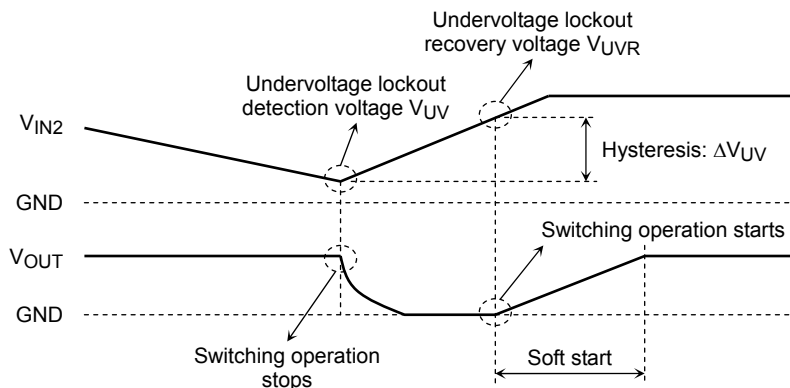 Undervoltage lockout
recovery voltage VUVR
Undervoltage lockout
detection voltage VUV
VIN2
Hysteresis: ΔVUV
GND
Switching operation starts
VOUT
GND
Switching operation
stops
Soft start